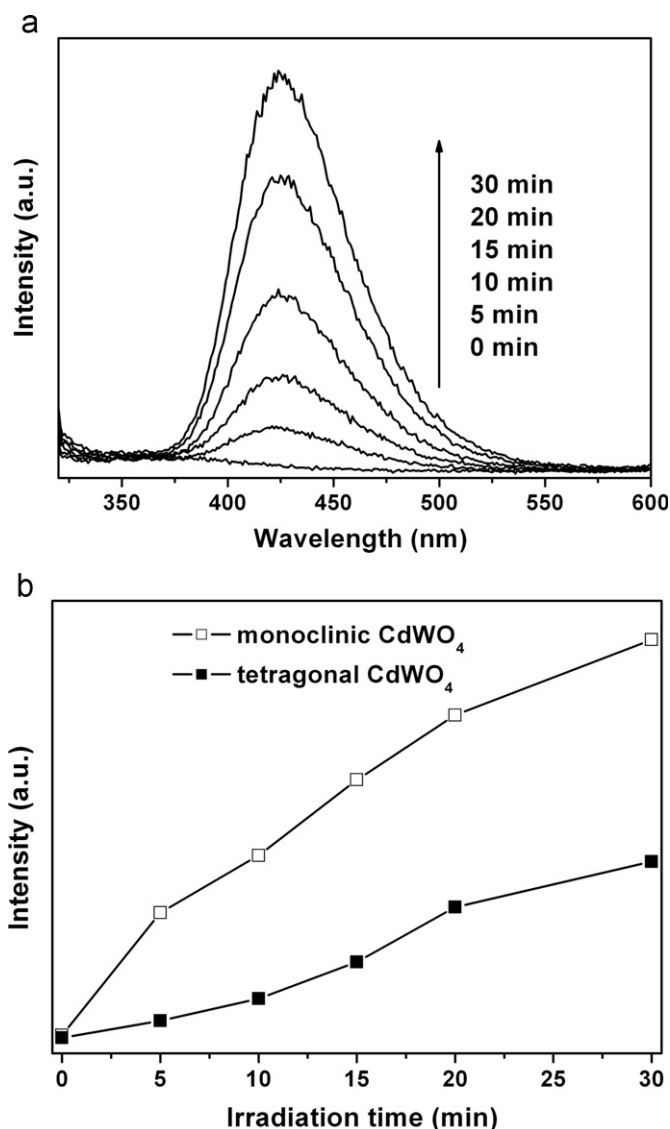 a
Intensity (a.u.)
30 min
20 min
15 min
10 min
5 min
0 min
350 400 450 500 550 600
Wavelength (nm)
b
monoclinic CdWO₄
tetragonal CdWO₄
Intensity (a.u.)
0 5 10 15 20 25 30
Irradiation time (min)